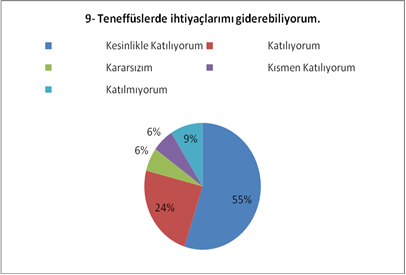 9- Teneffüslerde ihtiyaçlarımı giderebiliyorum.
Kesinlikle Katılıyorum
Katılıyorum
Kararsızım
Kısmen Katılıyorum
Katılmıyorum
9%
6%
6%
24%
55%